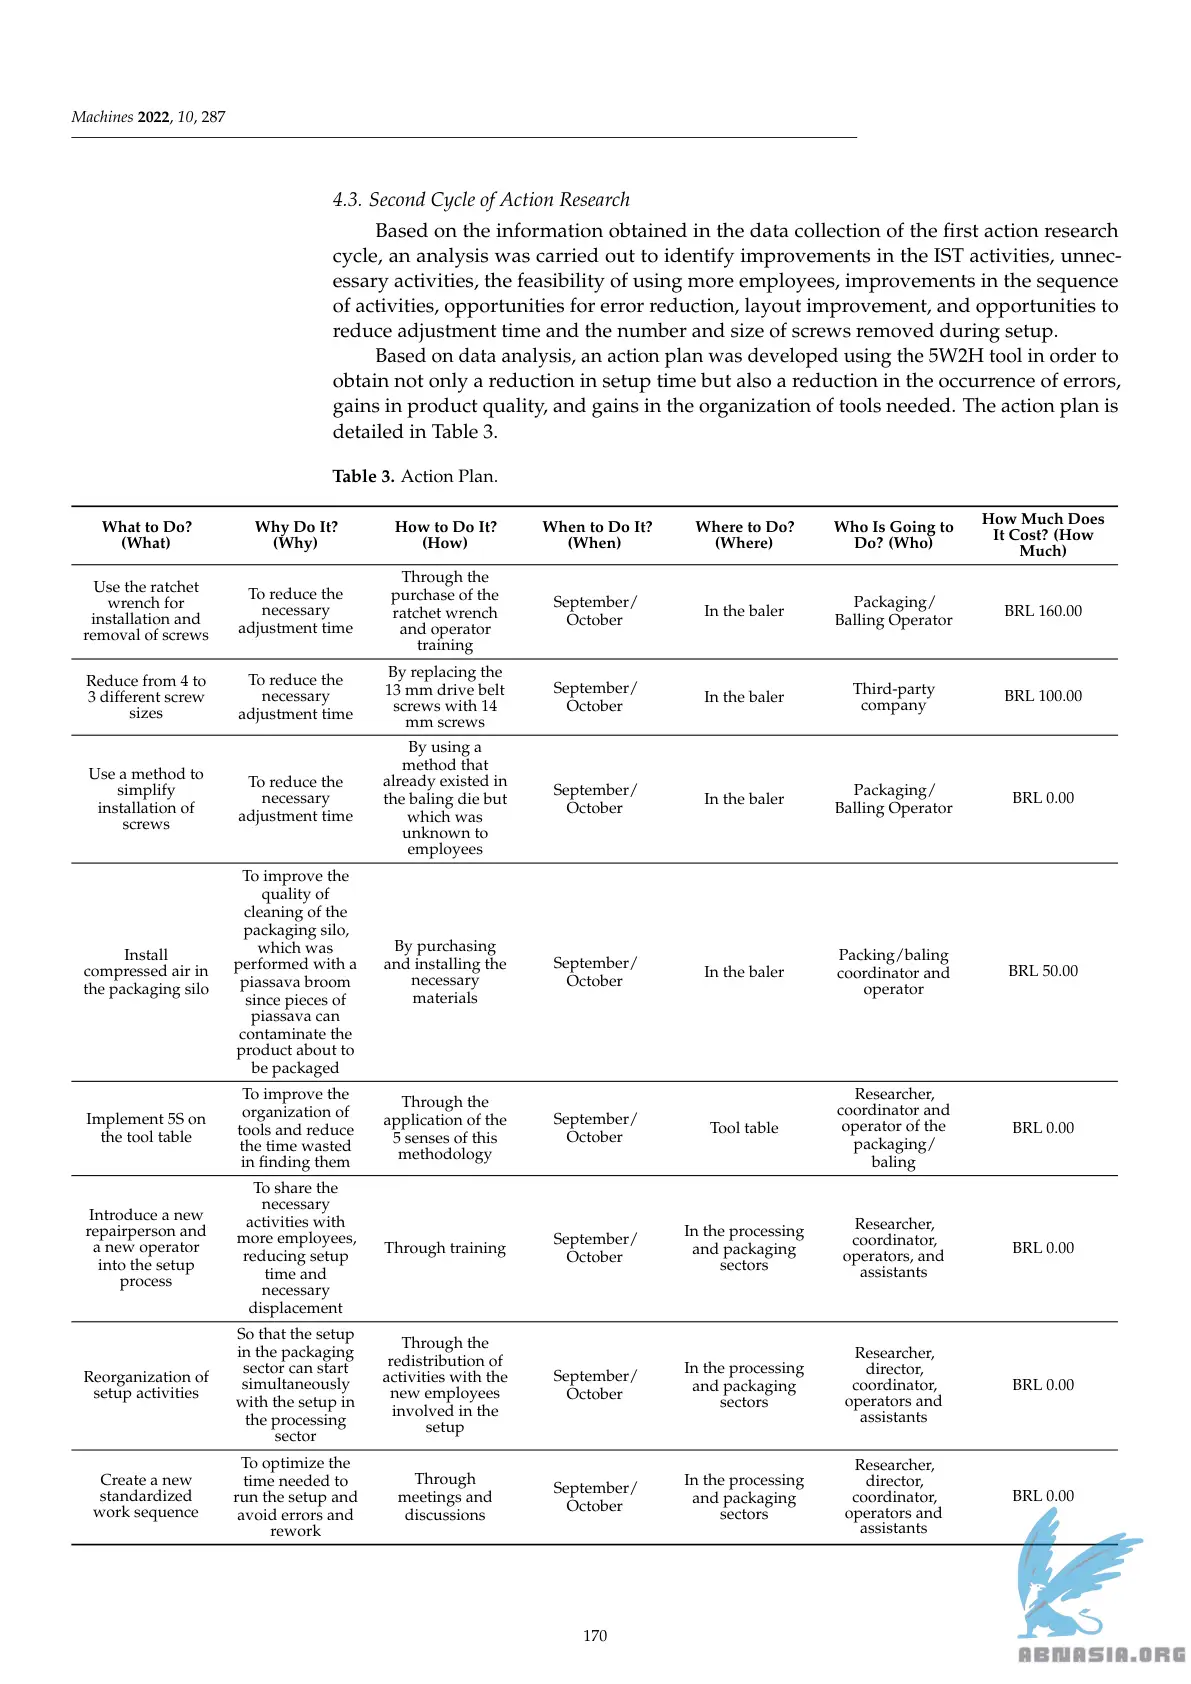 Machines 2022, 10, 287
4.3. Second Cycle of Action Research
Based on the information obtained in the data collection of the first action research
cycle, an analysis was carried out to identify improvements in the IST activities, unnec-
essary activities, the feasibility of using more employees, improvements in the sequence
of activities, opportunities for error reduction, layout improvement, and opportunities to
reduce adjustment time and the number and size of screws removed during setup.
Based on data analysis, an action plan was developed using the 5W2H tool in order to
obtain not only a reduction in setup time but also a reduction in the occurrence of errors,
gains in product quality, and gains in the organization of tools needed. The action plan is
detailed in Table 3.
Table 3. Action Plan.
What to Do?
(What)
Why Do It?
(Why)
How to Do It?
(How)
When to Do It?
(When)
Where to Do?
(Where)
Who Is Going to
Do? (Who)
How Much Does
It Cost? (How
Much)
Use the ratchet
wrench for
installation and
removal of screws
To reduce the
necessary
adjustment time
Through the
purchase of the
ratchet wrench
and operator
training
September/
October
In the baler
Packaging/
Balling Operator
BRL 160.00
Reduce from 4 to
3 different screw
sizes
To reduce the
necessary
adjustment time
By replacing the
13 mm drive belt
screws with 14
mm screws
September/
October
In the baler
Third-party
company
BRL 100.00
Use a method to
simplify
installation of
screws
To reduce the
necessary
adjustment time
By using a
method that
already existed in
the baling die but
which was
unknown to
employees
September/
October
In the baler
Packaging/
Balling Operator
BRL 0.00
Install
compressed air in
the packaging silo
To improve the
quality of
cleaning of the
packaging silo,
which was
performed with a
piassava broom
since pieces of
piassava can
contaminate the
product about to
be packaged
By purchasing
and installing the
necessary
materials
September/
October
In the baler
Packing/baling
coordinator and
operator
BRL 50.00
Implement 5S on
the tool table
To improve the
organization of
tools and reduce
the time wasted
in finding them
Through the
application of the
5 senses of this
methodology
September/
October
Tool table
Researcher,
coordinator and
operator of the
packaging/
baling
BRL 0.00
Introduce a new
repairperson and
a new operator
into the setup
process
To share the
necessary
activities with
more employees,
reducing setup
time and
necessary
displacement
Through training
September/
October
In the processing
and packaging
sectors
Researcher,
coordinator,
operators, and
assistants
BRL 0.00
Reorganization of
setup activities
So that the setup
in the packaging
sector can start
simultaneously
with the setup in
the processing
sector
Through the
redistribution of
activities with the
new employees
involved in the
setup
September/
October
In the processing
and packaging
sectors
Researcher,
director,
coordinator,
operators and
assistants
BRL 0.00
Create a new
standardized
work sequence
To optimize the
time needed to
run the setup and
avoid errors and
rework
Through
meetings and
discussions
September/
October
In the processing
and packaging
sectors
Researcher,
director,
coordinator,
operators and
assistants
BRL 0.00
170
ABNASIA.ORG